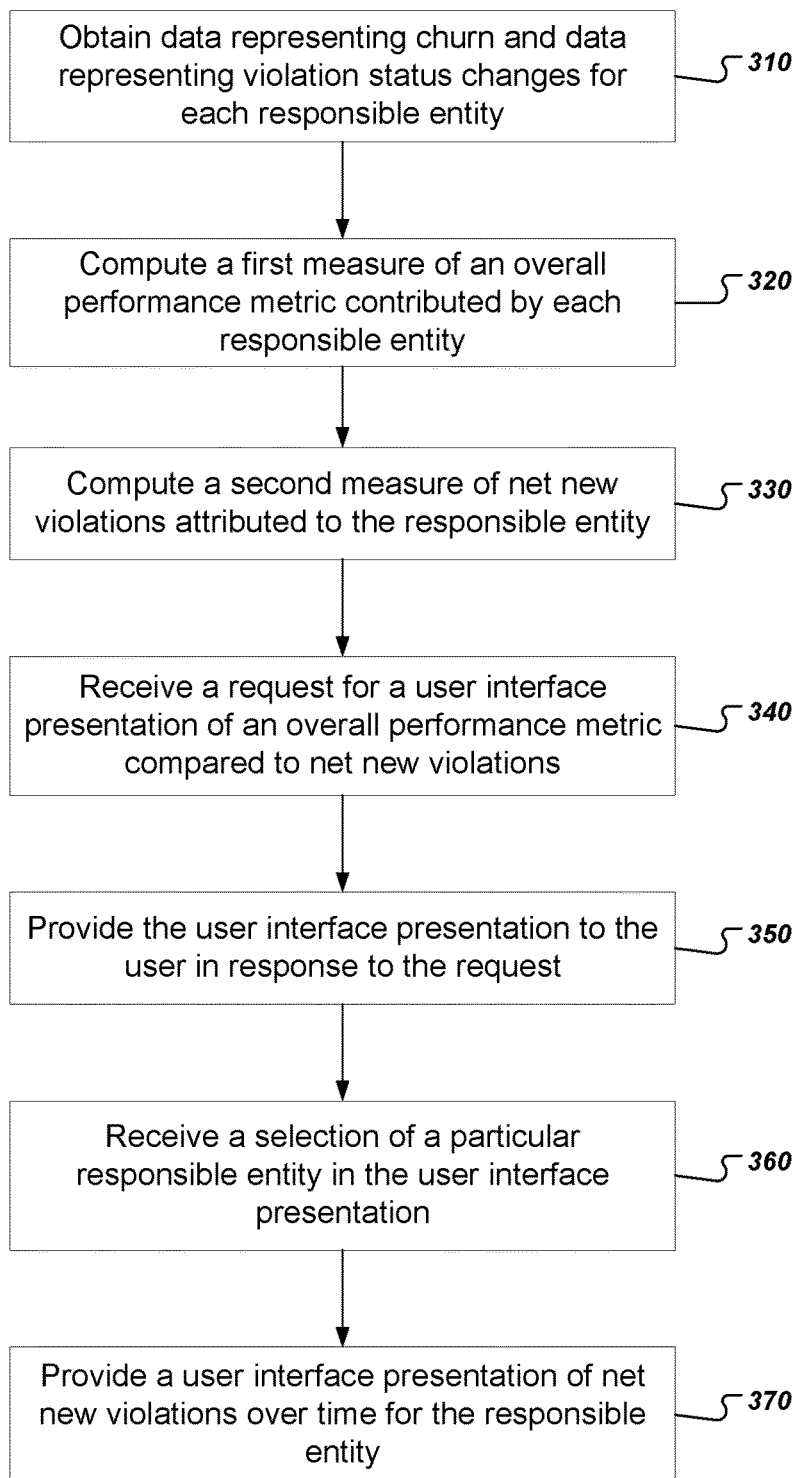 Obtain data representing churn and data
representing violation status changes for
each responsible entity
310
Compute a first measure of an overall
performance metric contributed by each
responsible entity
320
Compute a second measure of net new
violations attributed to the responsible entity
330
Receive a request for a user interface
presentation of an overall performance metric
compared to net new violations
340
Provide the user interface presentation to the
user in response to the request
350
Receive a selection of a particular
responsible entity in the user interface
presentation
360
Provide a user interface presentation of net
new violations over time for the responsible
entity
370